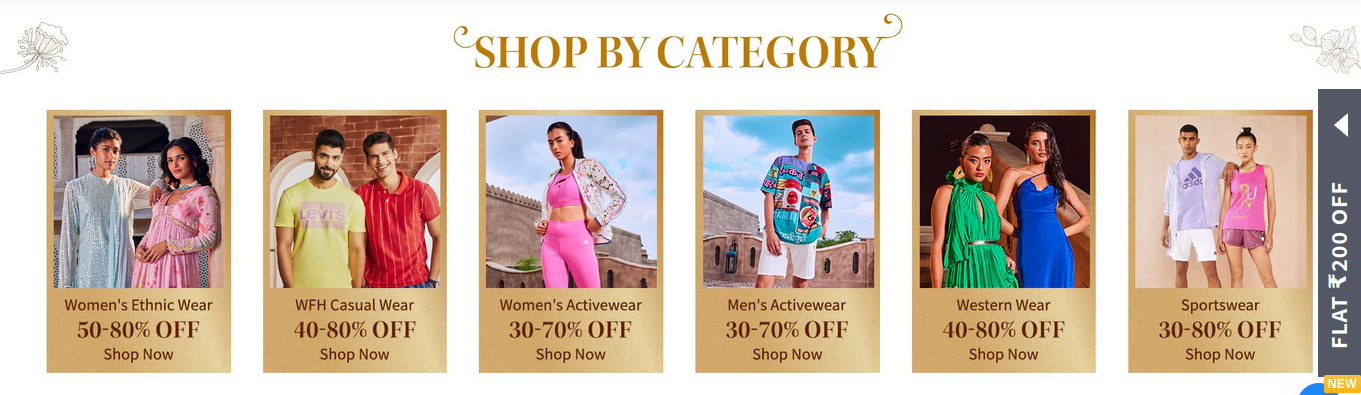 SHOP BY CATEGORY
LEVI'S
adidas
Women's Ethnic Wear
50-80% OFF
Shop Now
WFH Casual Wear
40-80% OFF
Shop Now
Women's Activewear
30-70% OFF
Shop Now
Men's Activewear
30-70% OFF
Shop Now
Western Wear
40-80% OFF
Shop Now
Sportswear
30-80% OFF
Shop Now
FLAT ₹200 OFF
NEW